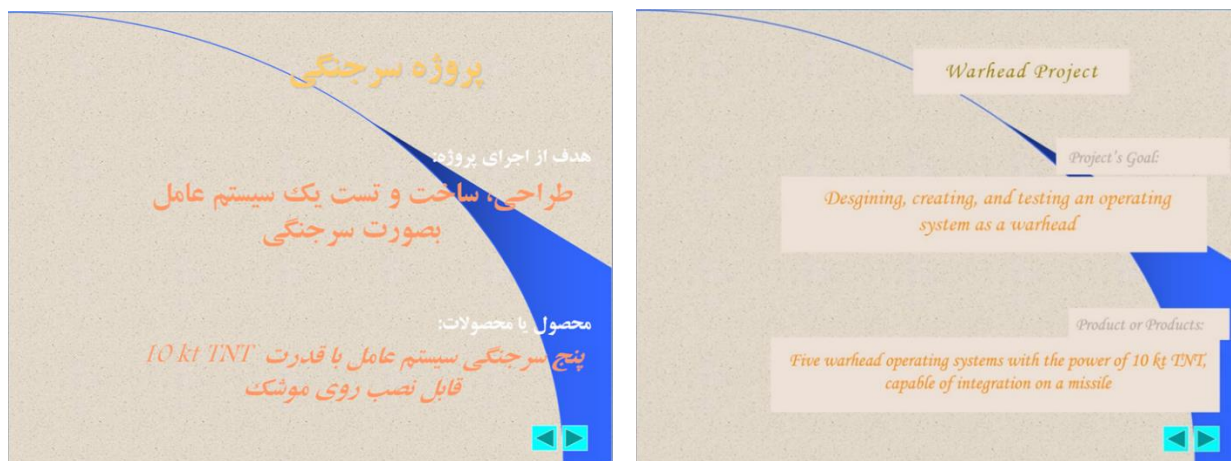 پروژه سرجنگی
هدف از اجرای پروژه:
طراحی، ساخت و تست یک سیستم عامل
بصورت سرجنگی
محصول یا محصولات:
پنج سرجنگی سیستم عامل با قدرت 10 kt TNT
قابل نصب روی موشک
Warhead Project
Project's Goal:
Desgining, creating, and testing an operating
system as a warhead
Product or Products:
Five warhead operating systems with the power of 10 kt TNT,
capable of integration on a missile